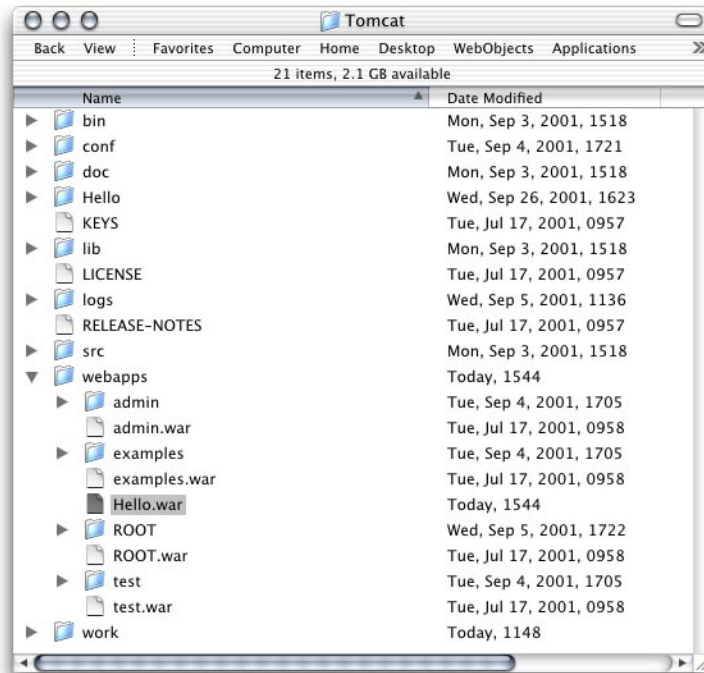 Tomcat
Back View Favorites Computer Home Desktop WebObjects Applications
21 items, 2.1 GB available
Name Date Modified
bin Mon, Sep 3, 2001, 1518
conf Tue, Sep 4, 2001, 1721
doc Mon, Sep 3, 2001, 1518
Hello Wed, Sep 26, 2001, 1623
KEYS Tue, Jul 17, 2001, 0957
lib Mon, Sep 3, 2001, 1518
LICENSE Tue, Jul 17, 2001, 0957
logs Wed, Sep 5, 2001, 1136
RELEASE-NOTES Tue, Jul 17, 2001, 0957
src Mon, Sep 3, 2001, 1518
webapps Today, 1544
admin Tue, Sep 4, 2001, 1705
admin.war Tue, Jul 17, 2001, 0958
examples Tue, Sep 4, 2001, 1705
examples.war Tue, Jul 17, 2001, 0958
Hello.war Today, 1544
ROOT Wed, Sep 5, 2001, 1722
ROOT.war Tue, Jul 17, 2001, 0958
test Tue, Sep 4, 2001, 1705
test.war Tue, Jul 17, 2001, 0958
work Today, 1148